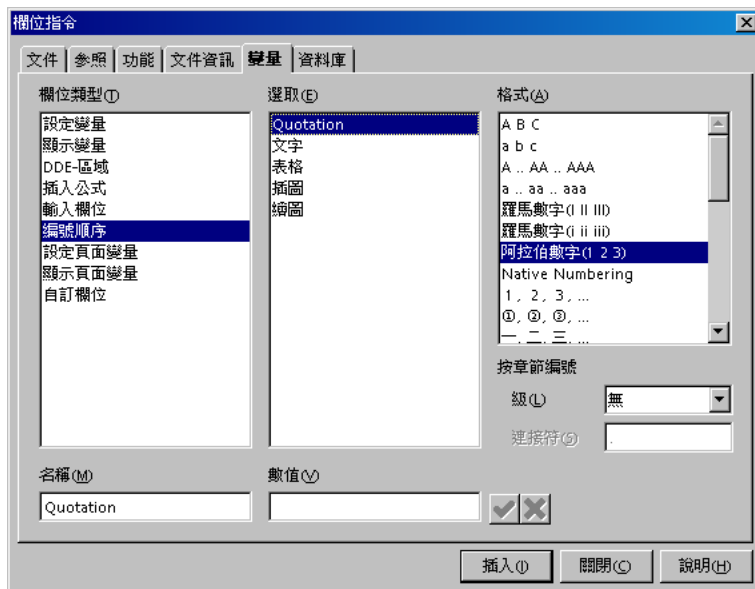 欄位指令
文件 參照 功能 文件資訊 變量 資料庫
欄位類型(T)
設定變量
顯示變量
DDE-區域
插入公式
輸入欄位
編號順序
設定頁面變量
顯示頁面變量
自訂欄位
選取(E)
Quotation
文字
表格
插圖
繪圖
格式(A)
A B C
a b c
A .. AA .. AAA
a .. aa .. aaa
羅馬數字(I II III)
羅馬數字(i ii iii)
阿拉伯數字(1 2 3)
Native Numbering
1, 2, 3, ...
①, ②, ③, ...
一, 二, 三, ...
按章節編號
級(L) 無
連接符(S) .
名稱(M)
Quotation
數值(V)
插入(I) 關閉(C) 說明(H)